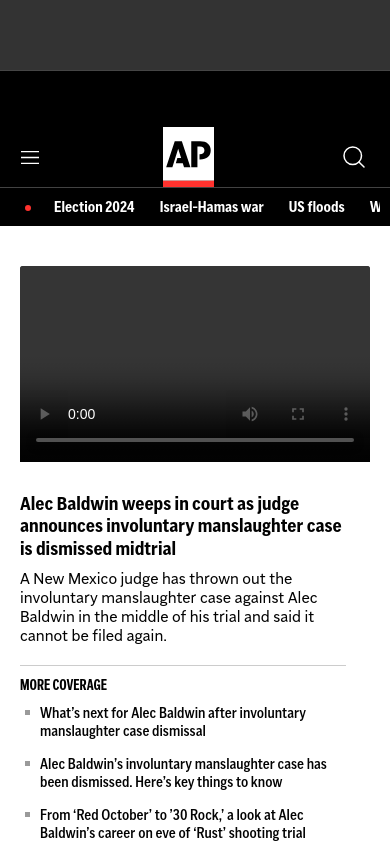 AP
Election 2024 Israel-Hamas war US floods
0:00
Alec Baldwin weeps in court as judge
announces involuntary manslaughter case
is dismissed midtrial
A New Mexico judge has thrown out the
involuntary manslaughter case against Alec
Baldwin in the middle of his trial and said it
cannot be filed again.
MORE COVERAGE
What’s next for Alec Baldwin after involuntary
manslaughter case dismissal
Alec Baldwin’s involuntary manslaughter case has
been dismissed. Here’s key things to know
From ‘Red October’ to ’30 Rock,’ a look at Alec
Baldwin’s career on eve of ‘Rust’ shooting trial